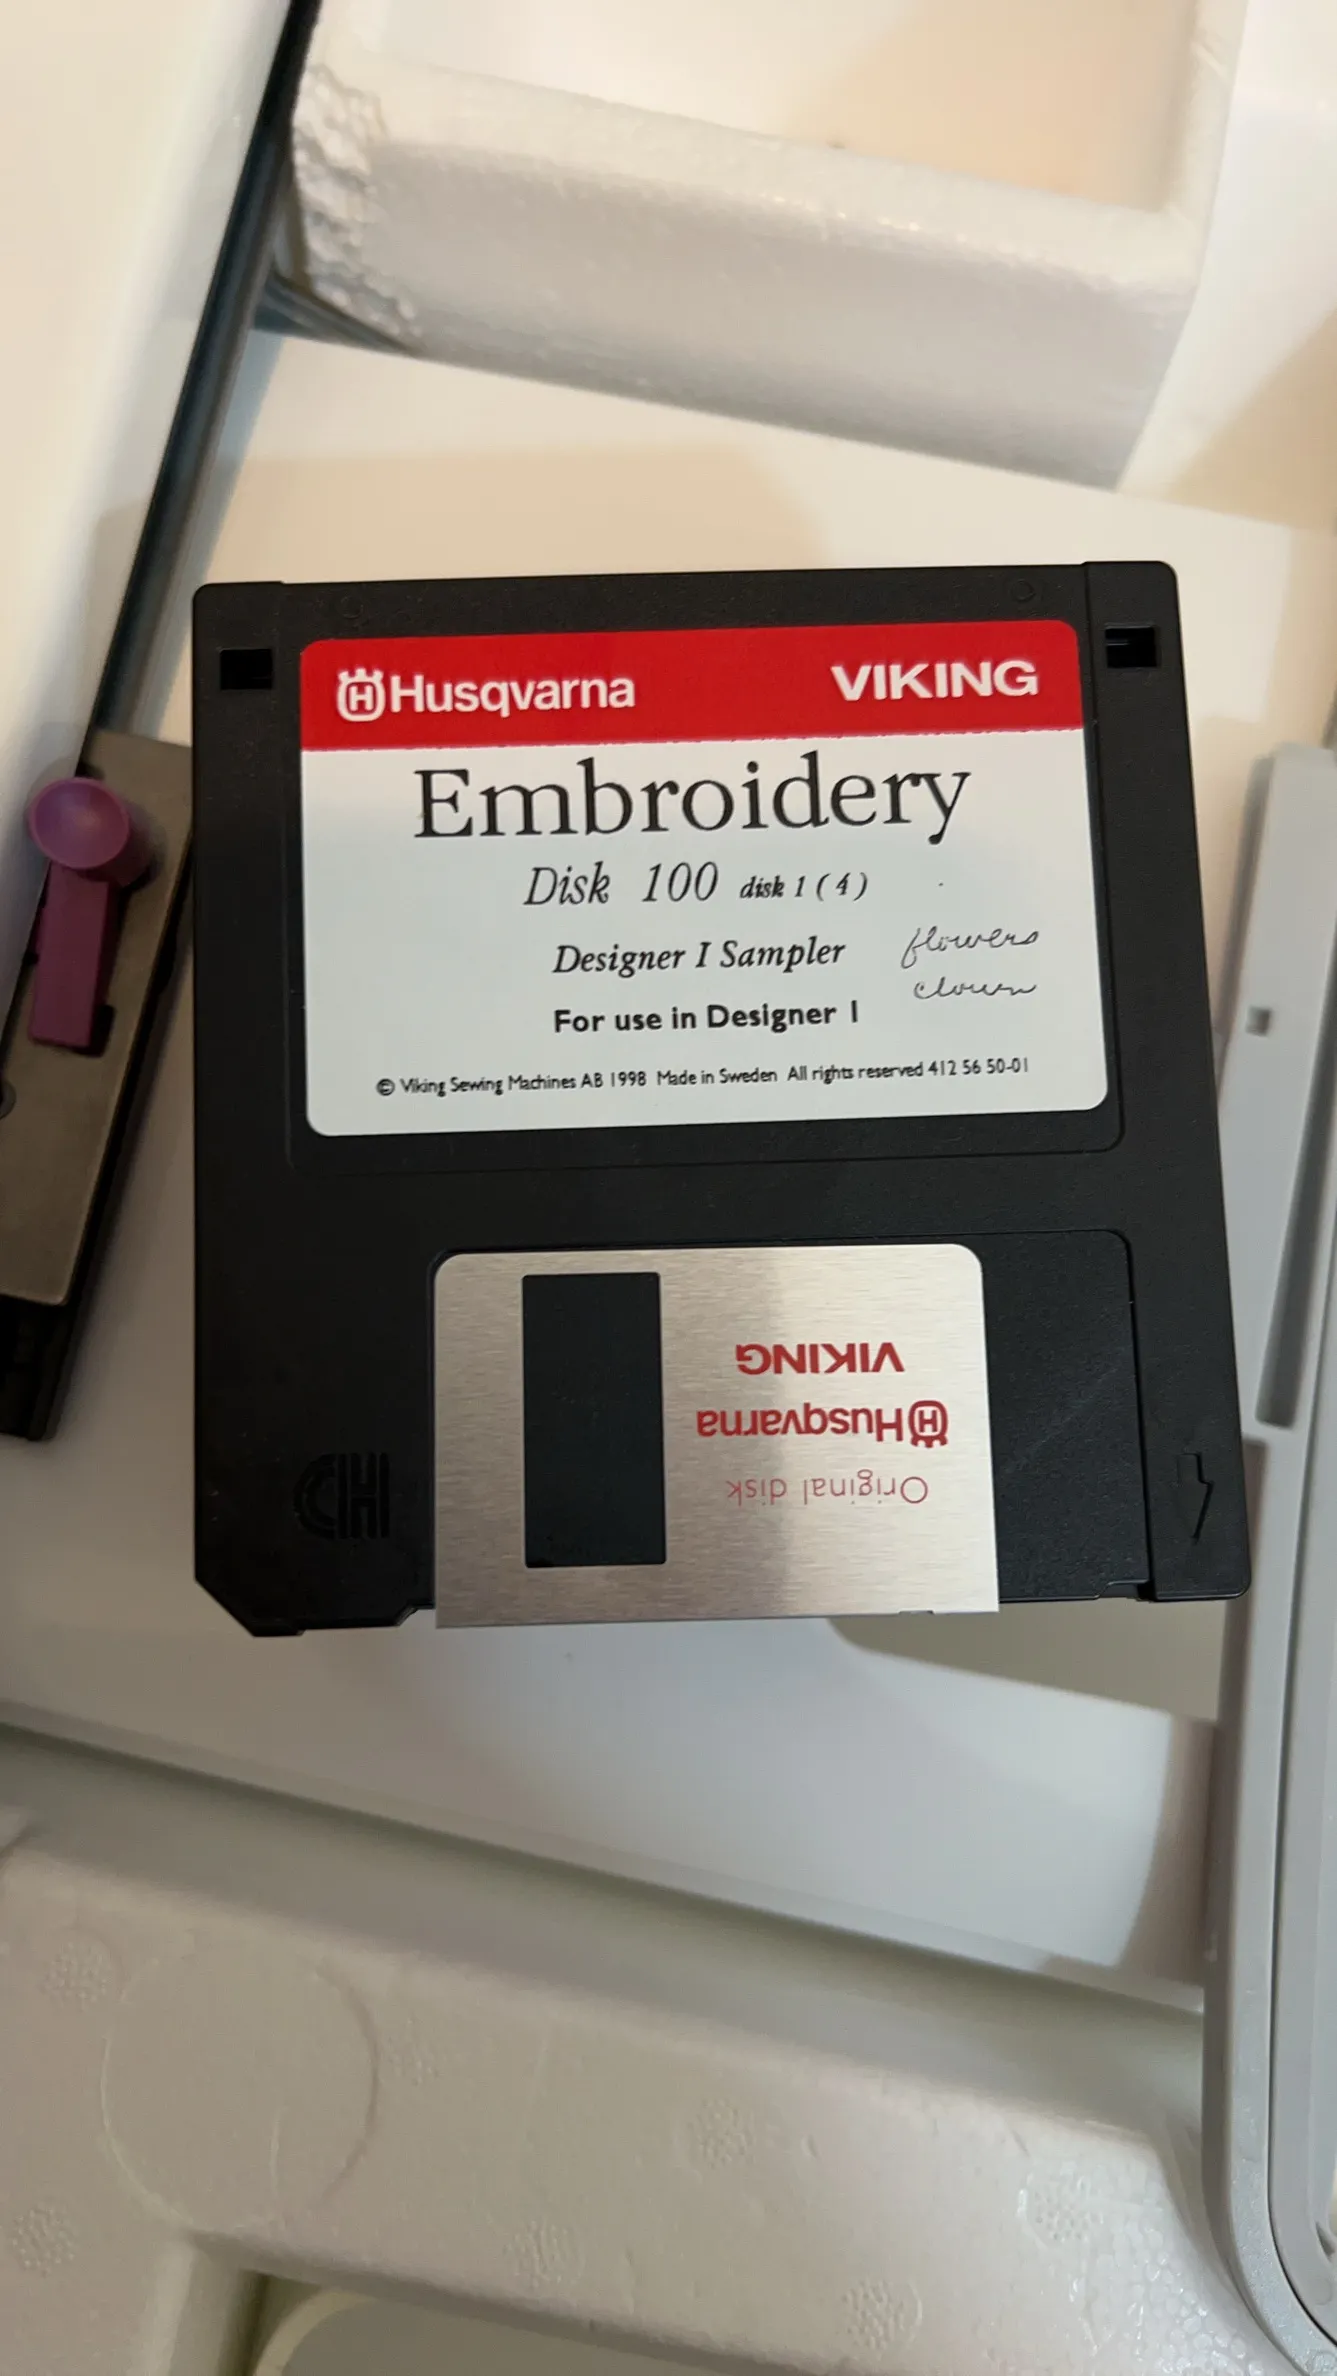 Husqvarna VIKING
Embroidery
Disk 100 disk 1 ( 4 )
Designer I Sampler
flowers
clown
For use in Designer I
© Viking Sewing Machines AB 1998 Made in Sweden All rights reserved 412 56 50-01
Original disk
Husqvarna
VIKING
HD